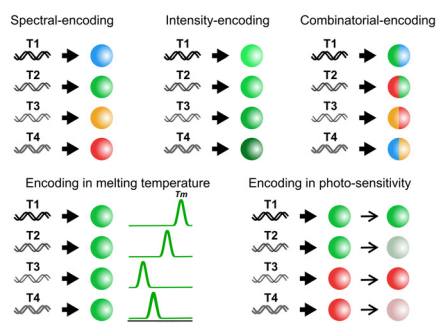 Spectral-encoding
T1
T2
T3
T4
Intensity-encoding
T1
T2
T3
T4
Combinatorial-encoding
T1
T2
T3
T4
Encoding in melting temperature
Tm
T1
T2
T3
T4
Encoding in photo-sensitivity
T1
T2
T3
T4